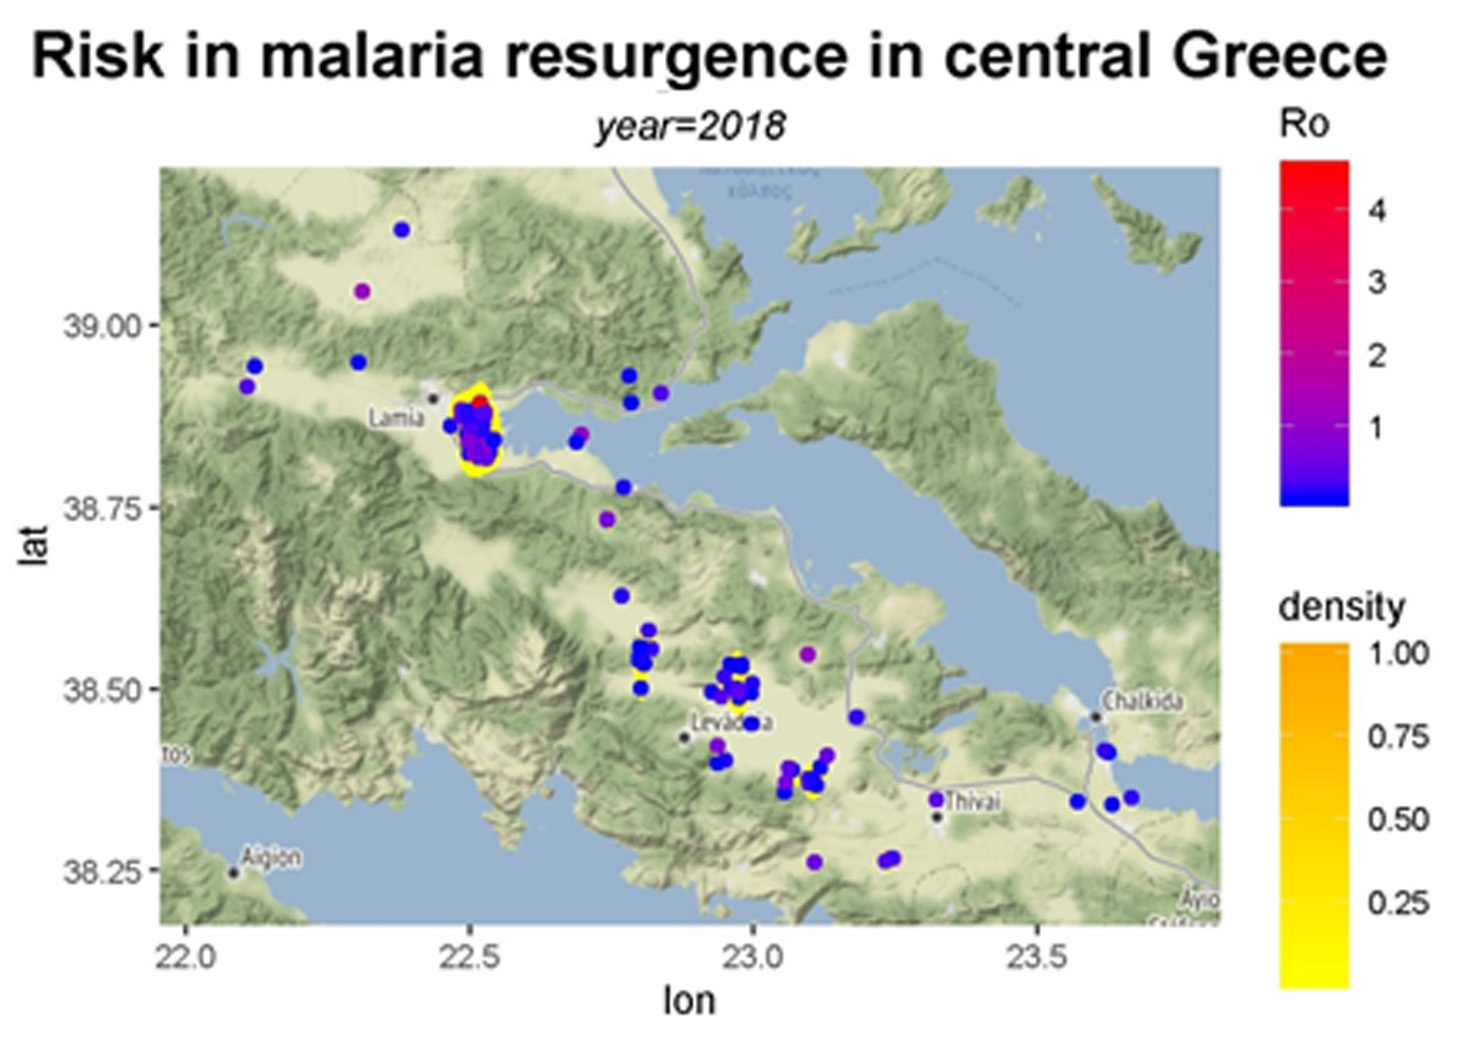 Risk in malaria resurgence in central Greece
year=2018
Ro
4
3
2
1
density
1.00
0.75
0.50
0.25
κόλπος
39.00
38.75
38.50
38.25
lat
Lamia
Chalkida
Thivai
Aigion
tos
Ayio
22.0
22.5
23.0
23.5
lon